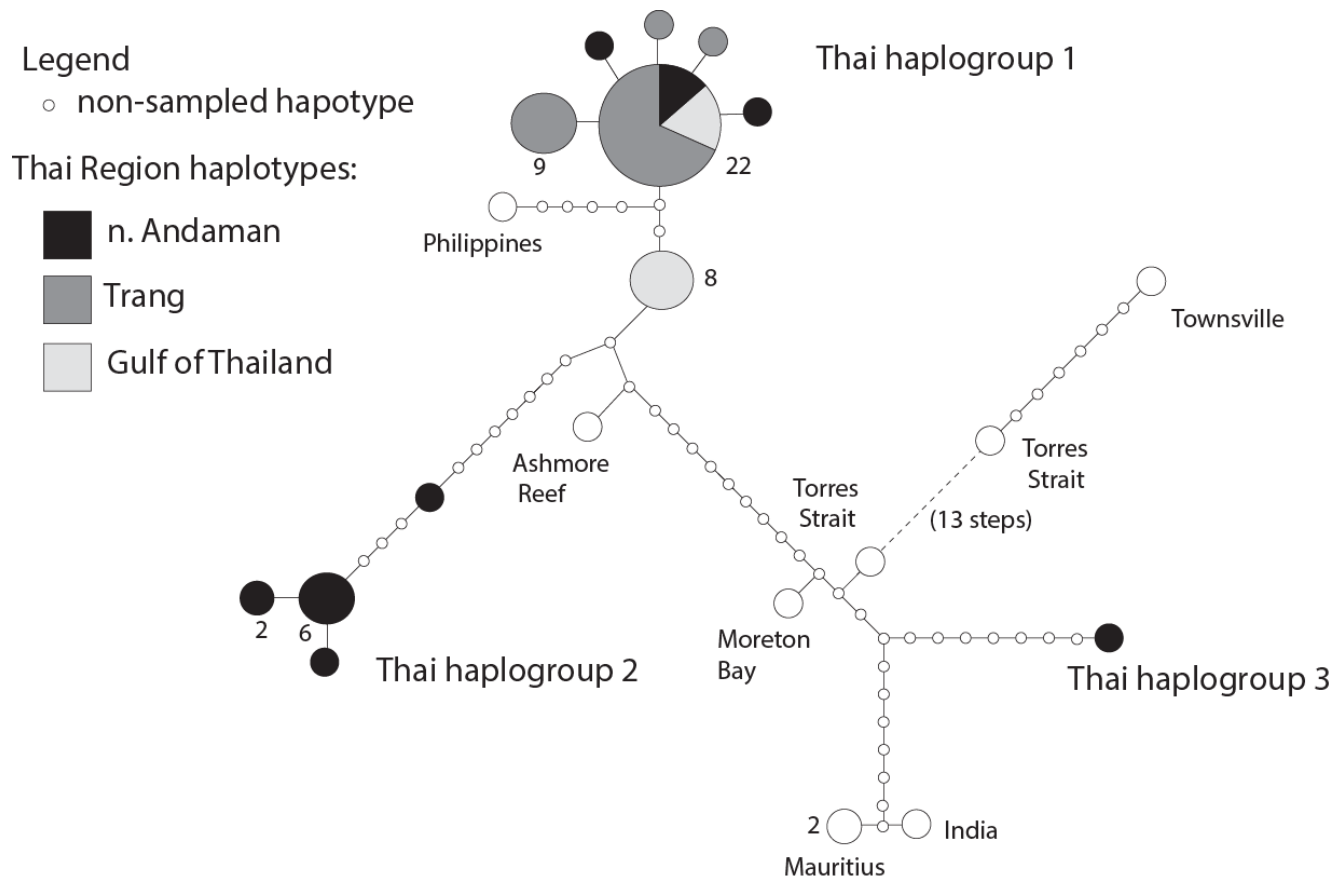 Legend
non-sampled hapotype
Thai Region haplotypes:
n. Andaman
Trang
Gulf of Thailand
Thai haplogroup 1
9
22
Philippines
8
Townsville
Ashmore
Reef
Torres
Strait
Torres
Strait
(13 steps)
2
6
Thai haplogroup 2
Moreton
Bay
Thai haplogroup 3
2
India
Mauritius